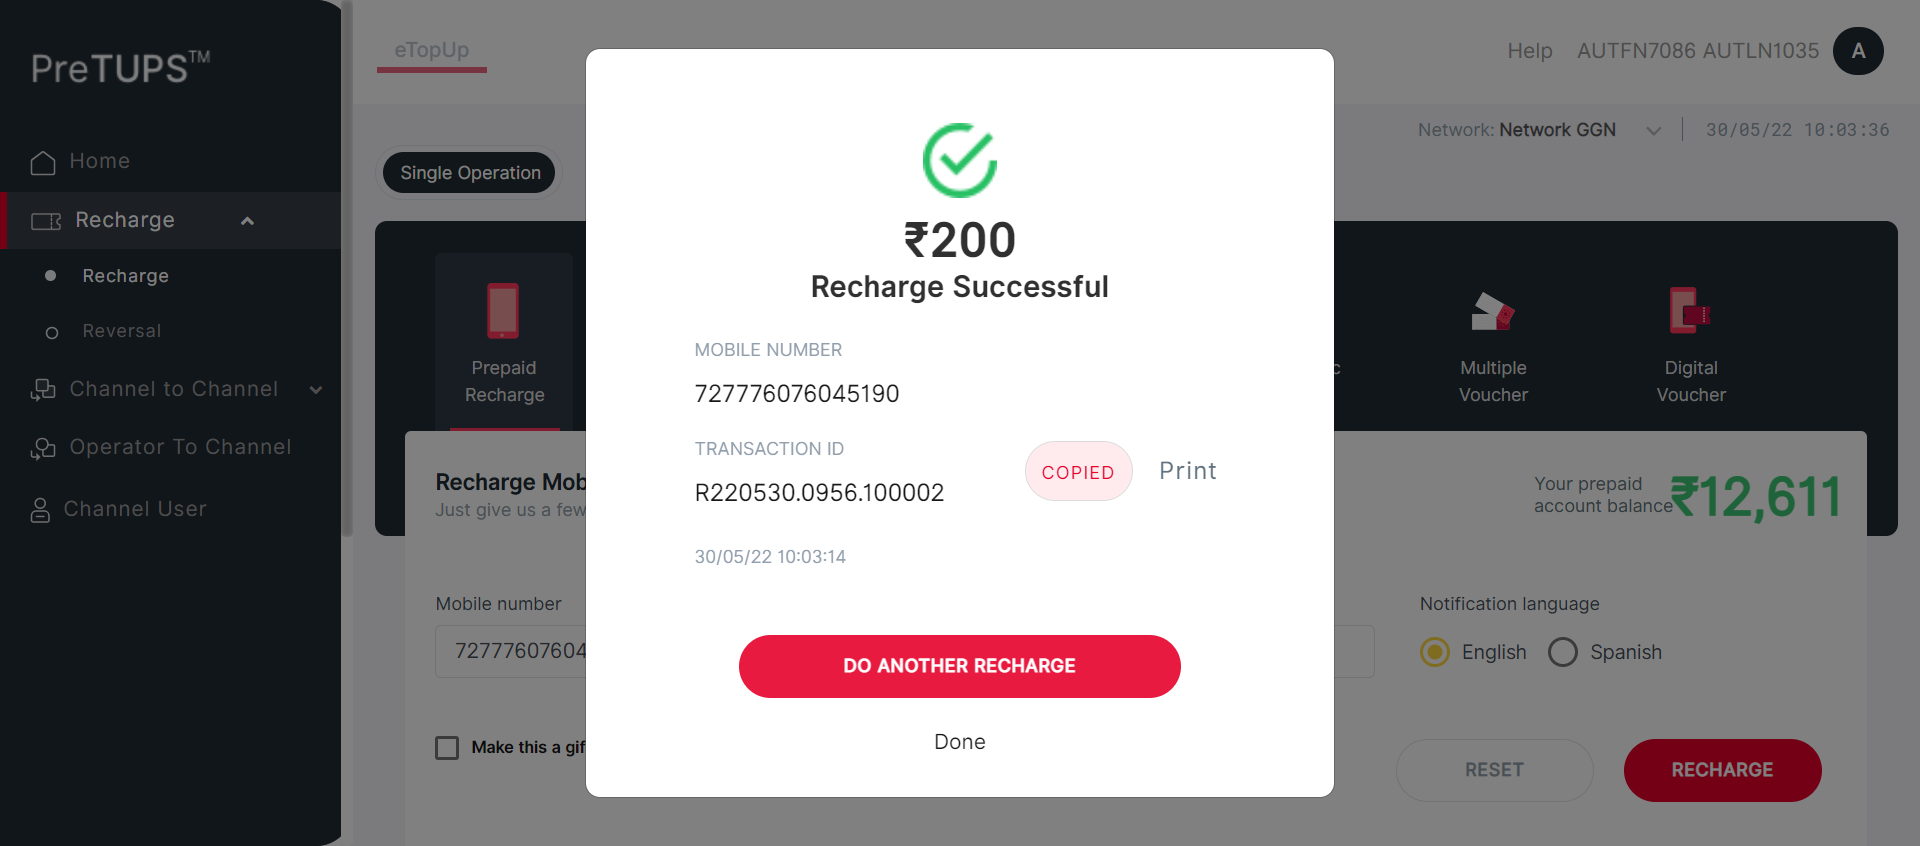 PreTUPS™
eTopUp
Help
AUTFN7086 AUTLN1035
A
Network: Network GGN
30/05/22 10:03:36
Home
Recharge
Recharge
Reversal
Channel to Channel
Operator To Channel
Channel User
Single Operation
Prepaid
Recharge
c
Multiple
Voucher
Digital
Voucher
Recharge Mob
Just give us a few
Your prepaid
account balance
₹12,611
Mobile number
72777607604
Notification language
English
Spanish
Make this a gif
RESET
RECHARGE
₹200
Recharge Successful
MOBILE NUMBER
727776076045190
TRANSACTION ID
R220530.0956.100002
COPIED
Print
30/05/22 10:03:14
DO ANOTHER RECHARGE
Done